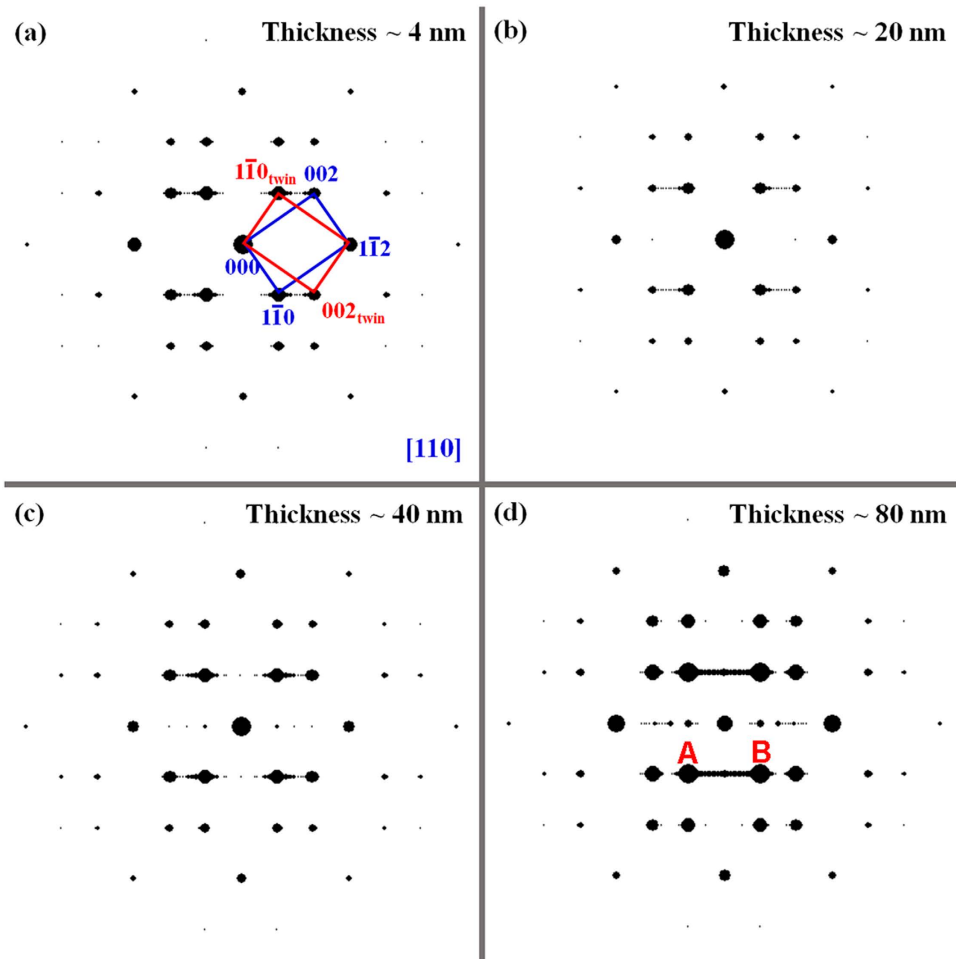 (a)
Thickness ~ 4 nm
11̅0twin
002
000
11̅2
11̅0
002twin
[110]
(b)
Thickness ~ 20 nm
(c)
Thickness ~ 40 nm
(d)
Thickness ~ 80 nm
A
B